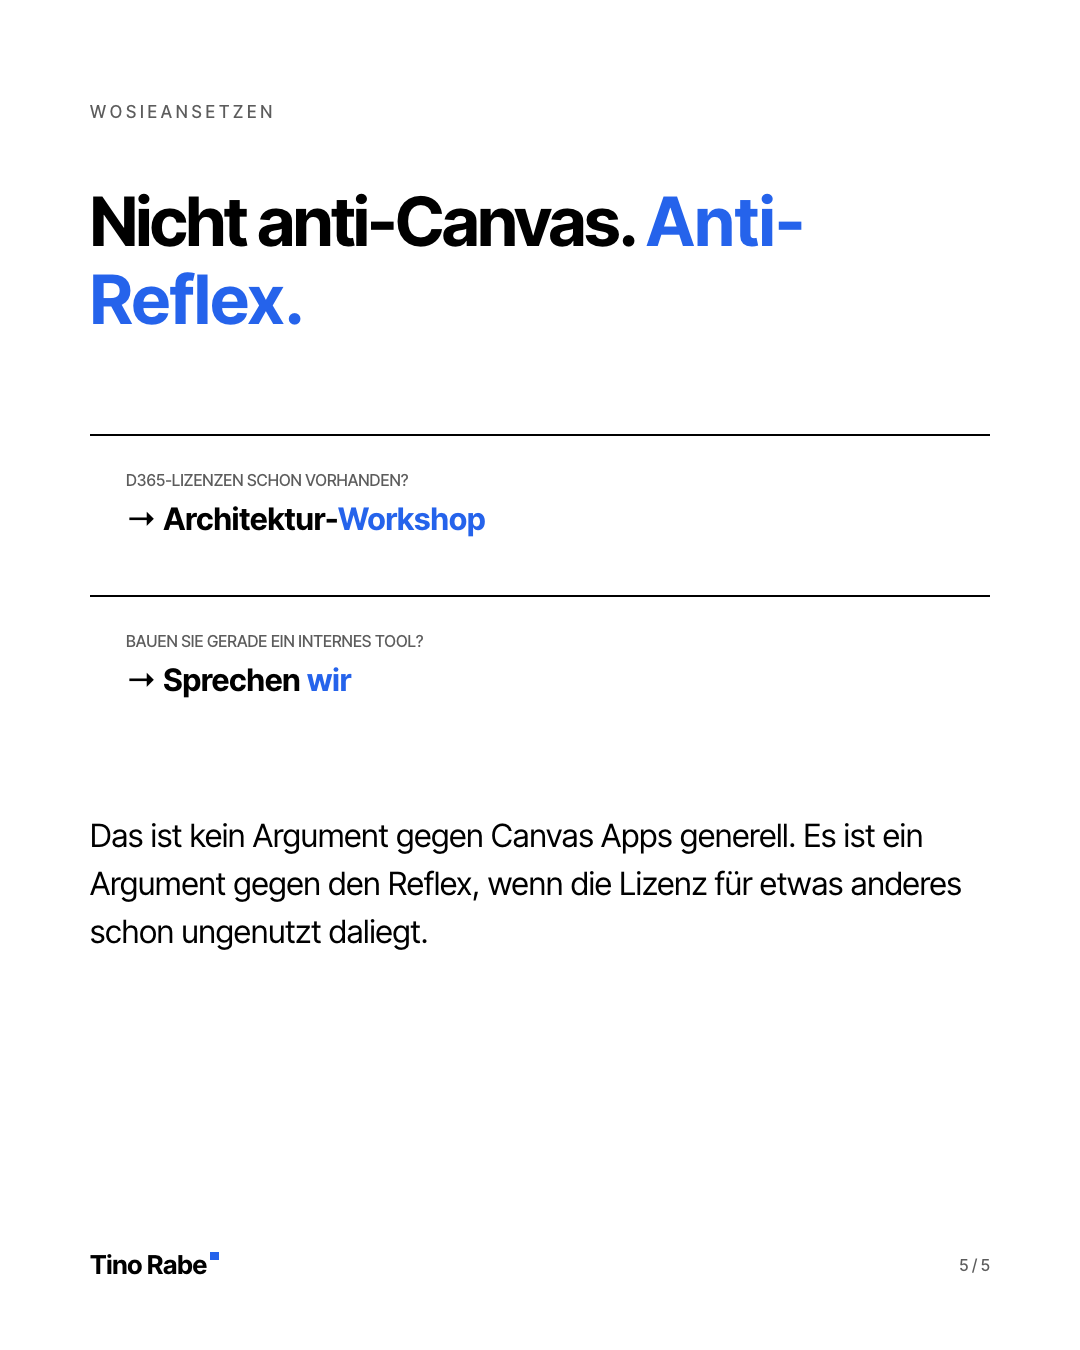 WOSIEANSETZEN
Nicht anti-Canvas. Anti-
Reflex.
D365-LIZENZEN SCHON VORHANDEN?
→ Architektur-Workshop
BAUEN SIE GERADE EIN INTERNES TOOL?
→ Sprechen wir
Das ist kein Argument gegen Canvas Apps generell. Es ist ein
Argument gegen den Reflex, wenn die Lizenz für etwas anderes
schon ungenutzt daliegt.
Tino Rabe
5 / 5